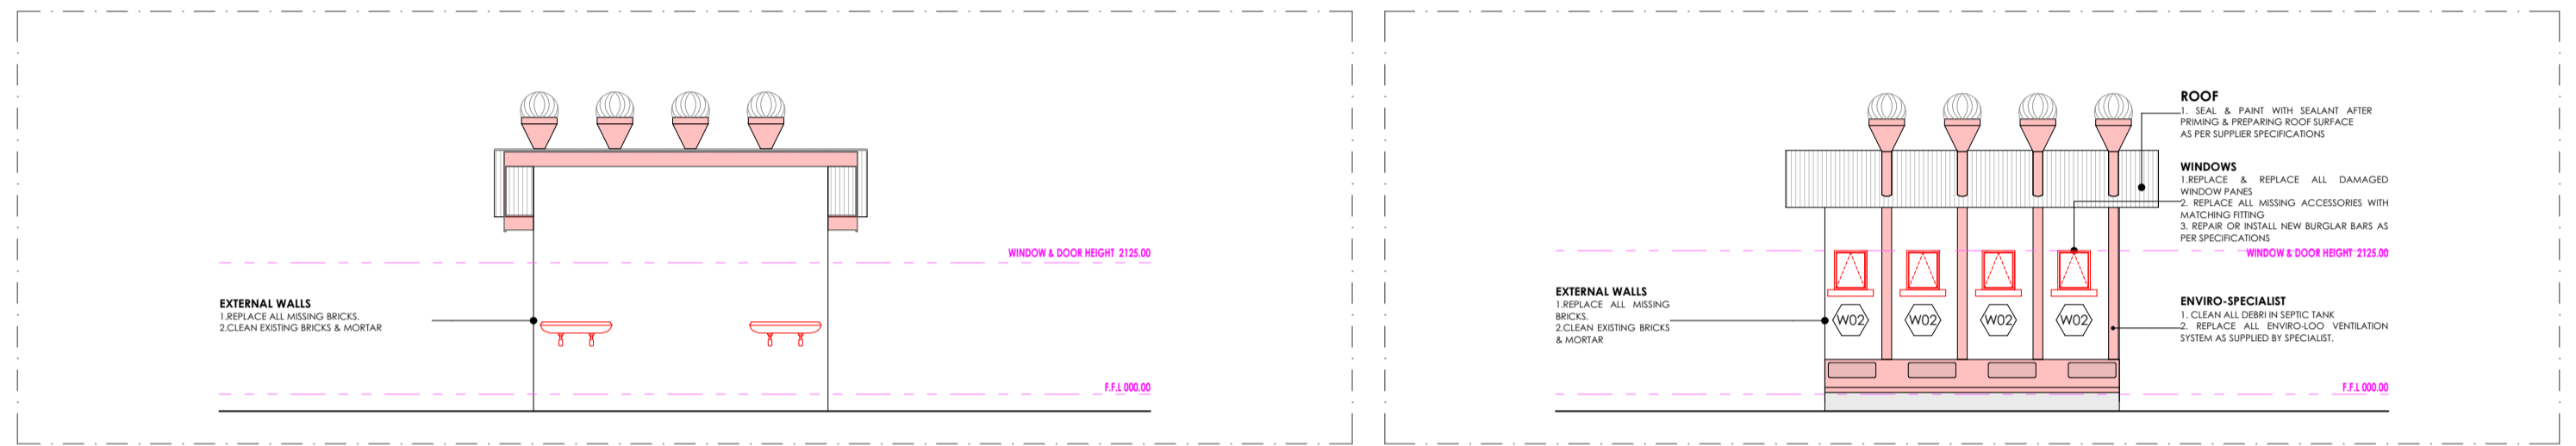 WINDOW & DOOR HEIGHT 2125.00
EXTERNAL WALLS
1.REPLACE ALL MISSING BRICKS.
2.CLEAN EXISTING BRICKS & MORTAR
F.F.L 000.00
ROOF
1. SEAL & PAINT WITH SEALANT AFTER
PRIMING & PREPARING ROOF SURFACE
AS PER SUPPLIER SPECIFICATIONS
WINDOWS
1.REPLACE & REPLACE ALL DAMAGED
WINDOW PANES
2. REPLACE ALL MISSING ACCESSORIES WITH
MATCHING FITTING
3. REPAIR OR INSTALL NEW BURGLAR BARS AS
PER SPECIFICATIONS
WINDOW & DOOR HEIGHT 2125.00
EXTERNAL WALLS
1.REPLACE ALL MISSING
BRICKS.
2.CLEAN EXISTING BRICKS
& MORTAR
W02
W02
W02
W02
ENVIRO-SPECIALIST
1. CLEAN ALL DEBRI IN SEPTIC TANK
2. REPLACE ALL ENVIRO-LOO VENTILATION
SYSTEM AS SUPPLIED BY SPECIALIST.
F.F.L 000.00